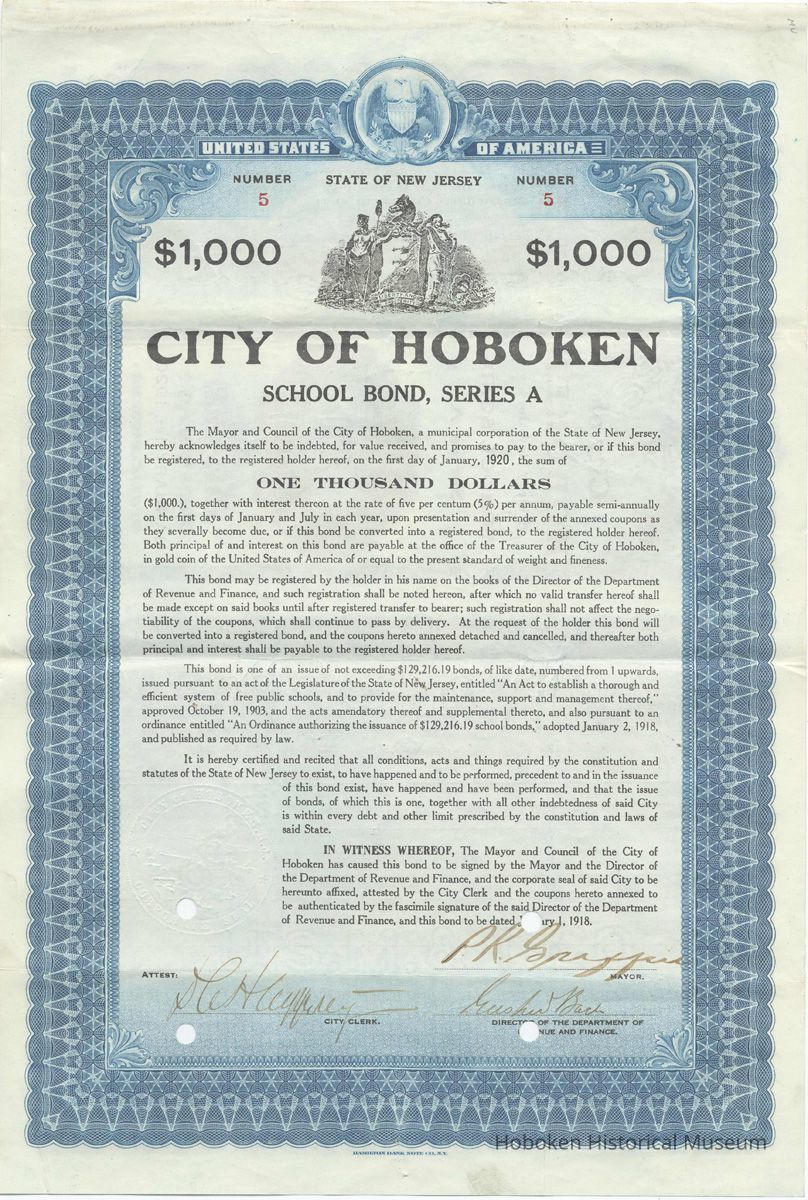 UNITED STATES OF AMERICA
NUMBER STATE OF NEW JERSEY NUMBER
5 5
$1,000 $1,000
CITY OF HOBOKEN
SCHOOL BOND, SERIES A
The Mayor and Council of the City of Hoboken, a municipal corporation of the State of New Jersey,
hereby acknowledges itself to be indebted, for value received, and promises to pay to the bearer, or if this bond
be registered, to the registered holder hereof, on the first day of January, 1920, the sum of
ONE THOUSAND DOLLARS
($1,000.), together with interest thereon at the rate of five per centum (5%) per annum, payable semi-annually
on the first days of January and July in each year, upon presentation and surrender of the annexed coupons as
they severally become due, or if this bond be converted into a registered bond, to the registered holder hereof.
Both principal of and interest on this bond are payable at the office of the Treasurer of the City of Hoboken,
in gold coin of the United States of America of or equal to the present standard of weight and fineness.
This bond may be registered by the holder in his name on the books of the Director of the Department
of Revenue and Finance, and such registration shall be noted hereon, after which no valid transfer hereof shall
be made except on said books until after registered transfer to bearer; such registration shall not affect the nego-
tiability of the coupons, which shall continue to pass by delivery. At the request of the holder this bond will
be converted into a registered bond, and the coupons hereto annexed detached and cancelled, and thereafter both
principal and interest shall be payable to the registered holder hereof.
This bond is one of an issue of not exceeding $129,216.19 bonds, of like date, numbered from 1 upwards,
issued pursuant to an act of the Legislature of the State of New Jersey, entitled "An Act to establish a thorough and
efficient system of free public schools, and to provide for the maintenance, support and management thereof,"
approved October 19, 1903, and the acts amendatory thereof and supplemental thereto, and also pursuant to an
ordinance entitled "An Ordinance authorizing the issuance of $129,216.19 school bonds," adopted January 2, 1918,
and published as required by law.
It is hereby certified and recited that all conditions, acts and things required by the constitution and
statutes of the State of New Jersey to exist, to have happened and to be performed, precedent to and in the issuance
of this bond exist, have happened and have been performed, and that the issue
of bonds, of which this is one, together with all other indebtedness of said City
is within every debt and other limit prescribed by the constitution and laws of
said State.
IN WITNESS WHEREOF, The Mayor and Council of the City of
Hoboken has caused this bond to be signed by the Mayor and the Director of
the Department of Revenue and Finance, and the corporate seal of said City to be
hereunto affixed, attested by the City Clerk and the coupons hereto annexed to
be authenticated by the fascimile signature of the said Director of the Department
of Revenue and Finance, and this bond to be dated January 1, 1918.
MAYOR.
ATTEST:
CITY CLERK.
DIRECTOR OF THE DEPARTMENT OF
REVENUE AND FINANCE.
HAMILTON BANK NOTE CO. N.Y.
Hoboken Historical Museum